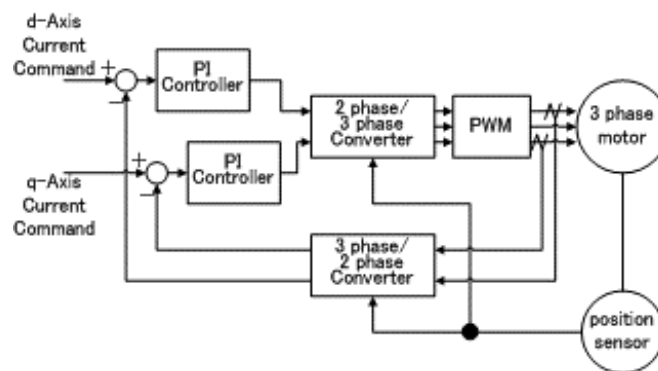 d-Axis
Current
Command
+
−
PI
Controller
2 phase/
3 phase
Converter
PWM
3 phase
motor
+
−
PI
Controller
q-Axis
Current
Command
3 phase/
2 phase
Converter
position
sensor